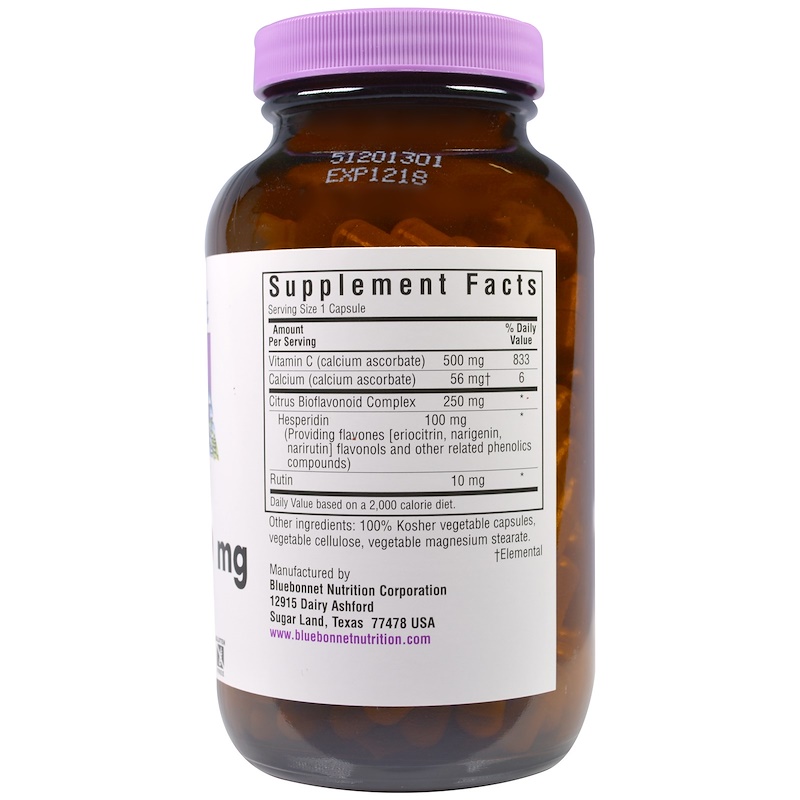 51201301
EXP1218
Supplement Facts
Serving Size 1 Capsule
Amount % Daily
Per Serving Value
Vitamin C (calcium ascorbate) 500 mg 833
Calcium (calcium ascorbate) 56 mg† 6
Citrus Bioflavonoid Complex 250 mg *
Hesperidin 100 mg *
(Providing flavones [eriocitrin, narigenin,
narirutin] flavonols and other related phenolics
compounds)
Rutin 10 mg *
Daily Value based on a 2,000 calorie diet.
Other ingredients: 100% Kosher vegetable capsules,
vegetable cellulose, vegetable magnesium stearate.
†Elemental
mg
Manufactured by
Bluebonnet Nutrition Corporation
12915 Dairy Ashford
Sugar Land, Texas 77478 USA
www.bluebonnetnutrition.com